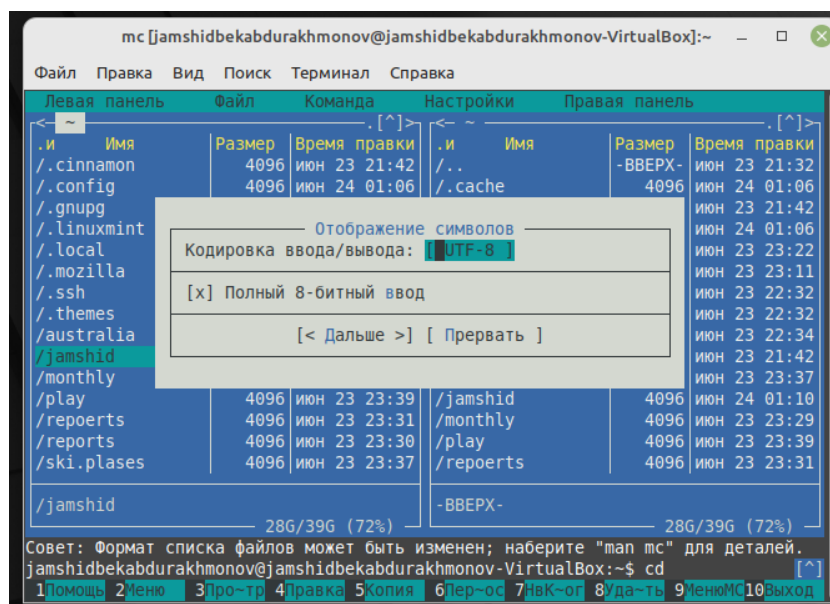 mc [jamshidbekabdurakhmonov@jamshidbekabdurakhmonov-VirtualBox]:~
Файл Правка Вид Поиск Терминал Справка
Левая панель Файл Команда Настройки Правая панель
<─ ~ .[^]> <─ ~ .[^]>
.и Имя Размер Время правки .и Имя Размер Время правки
/.cinnamon 4096 июн 23 21:42 /.. -ВВЕРХ- июн 23 21:32
/.config 4096 июн 24 01:06 /.cache 4096 июн 24 01:06
/.gnupg июн 23 21:42
/.linuxmint июн 24 01:06
/.local июн 23 23:22
/.mozilla июн 23 23:11
/.ssh июн 23 22:32
/.themes июн 23 22:32
/australia июн 23 22:34
/jamshid июн 23 21:42
/monthly июн 23 23:37
Отображение символов
Кодировка ввода/вывода: [ UTF-8 ]
[x] Полный 8-битный ввод
[< Дальше >] [ Прервать ]
/play 4096 июн 23 23:39 /jamshid 4096 июн 24 01:10
/repoerts 4096 июн 23 23:31 /monthly 4096 июн 23 23:29
/reports 4096 июн 23 23:30 /play 4096 июн 23 23:39
/ski.plases 4096 июн 23 23:37 /repoerts 4096 июн 23 23:31
/jamshid -ВВЕРХ-
28G/39G (72%) 28G/39G (72%)
Совет: Формат списка файлов может быть изменен; наберите "man mc" для деталей.
jamshidbekabdurakhmonov@jamshidbekabdurakhmonov-VirtualBox:~$ cd [^]
1Помощь 2Меню 3Про~тр 4Правка 5Копия 6Пер~ос 7НвК~ог 8Уда~ть 9МенюMC 10Выход